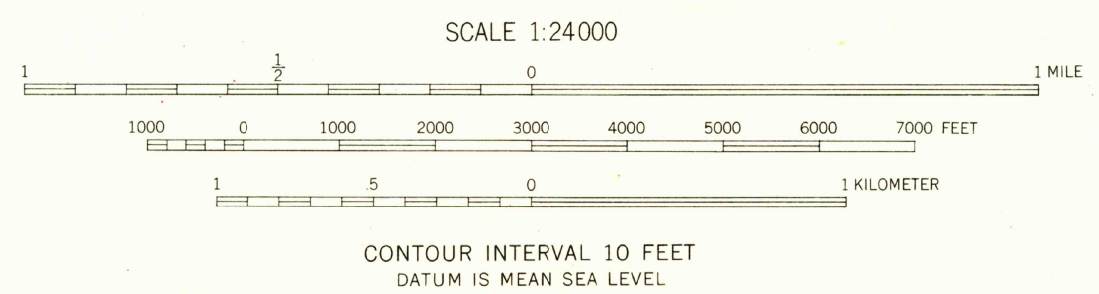 SCALE 1:24000
1 1/2 0 1 MILE
1000 0 1000 2000 3000 4000 5000 6000 7000 FEET
1 .5 0 1 KILOMETER
CONTOUR INTERVAL 10 FEET
DATUM IS MEAN SEA LEVEL